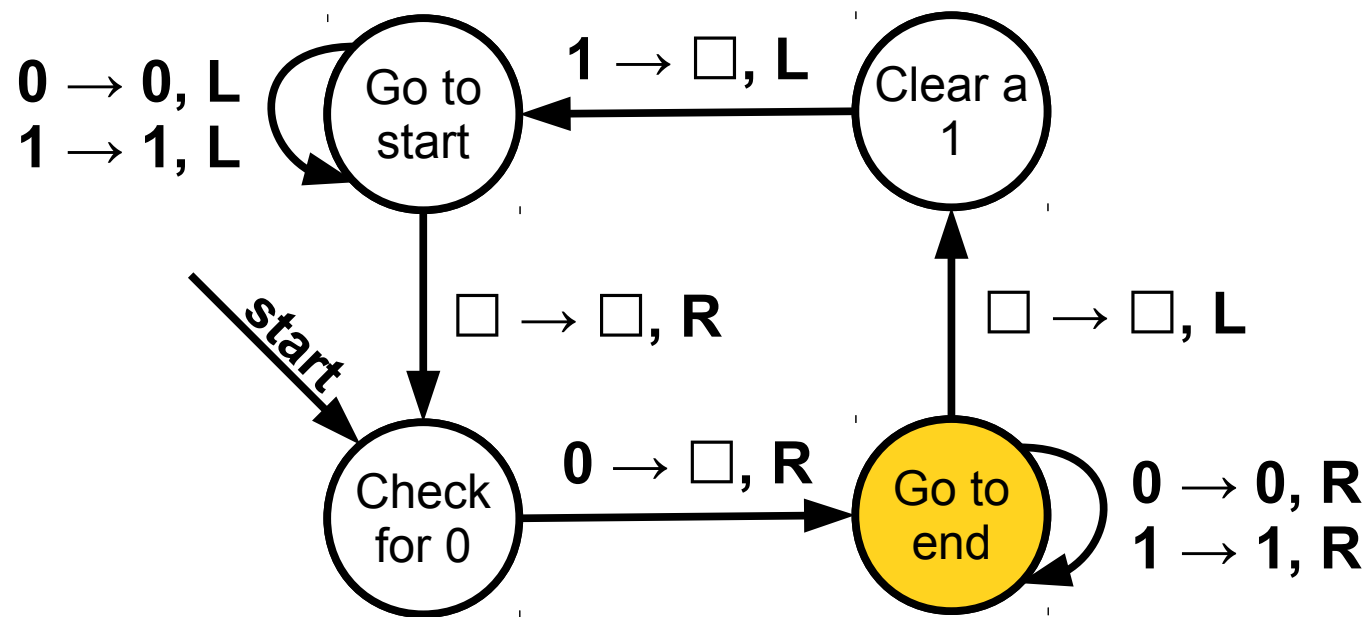 0 → 0, L
1 → 1, L
Go to
start
1 → □, L
Clear a
1
start
□ → □, R
□ → □, L
Check
for 0
0 → □, R
Go to
end
0 → 0, R
1 → 1, R